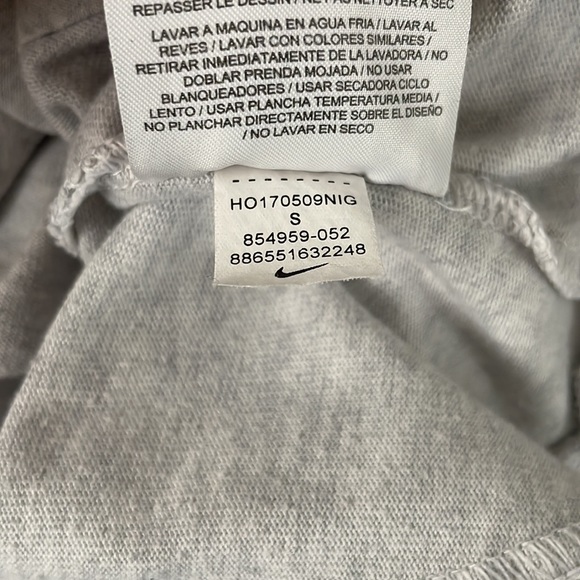 REPASSER LE DESSIN / NE PAS NETTOYER À SEC
LAVAR A MAQUINA EN AGUA FRIA / LAVAR AL
REVES / LAVAR CON COLORES SIMILARES /
RETIRAR INMEDIATAMENTE DE LA LAVADORA / NO
DOBLAR PRENDA MOJADA / NO USAR
BLANQUEADORES / USAR SECADORA CICLO
LENTO / USAR PLANCHA TEMPERATURA MEDIA /
NO PLANCHAR DIRECTAMENTE SOBRE EL DISEÑO
/ NO LAVAR EN SECO
HO170509NIG
S
854959-052
886551632248